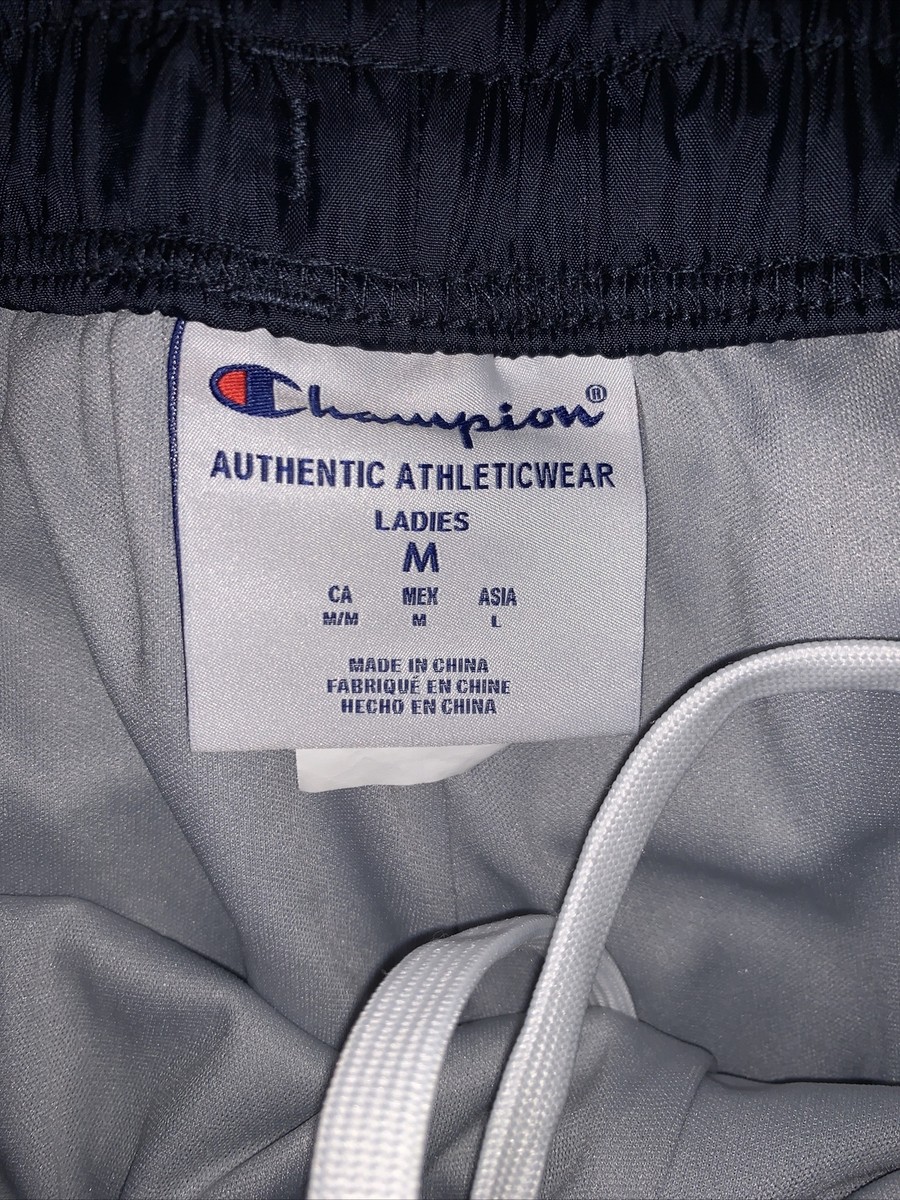 Champion®
AUTHENTIC ATHLETICWEAR
LADIES
M
CA MEX ASIA
M/M M L
MADE IN CHINA
FABRIQUÉ EN CHINE
HECHO EN CHINA